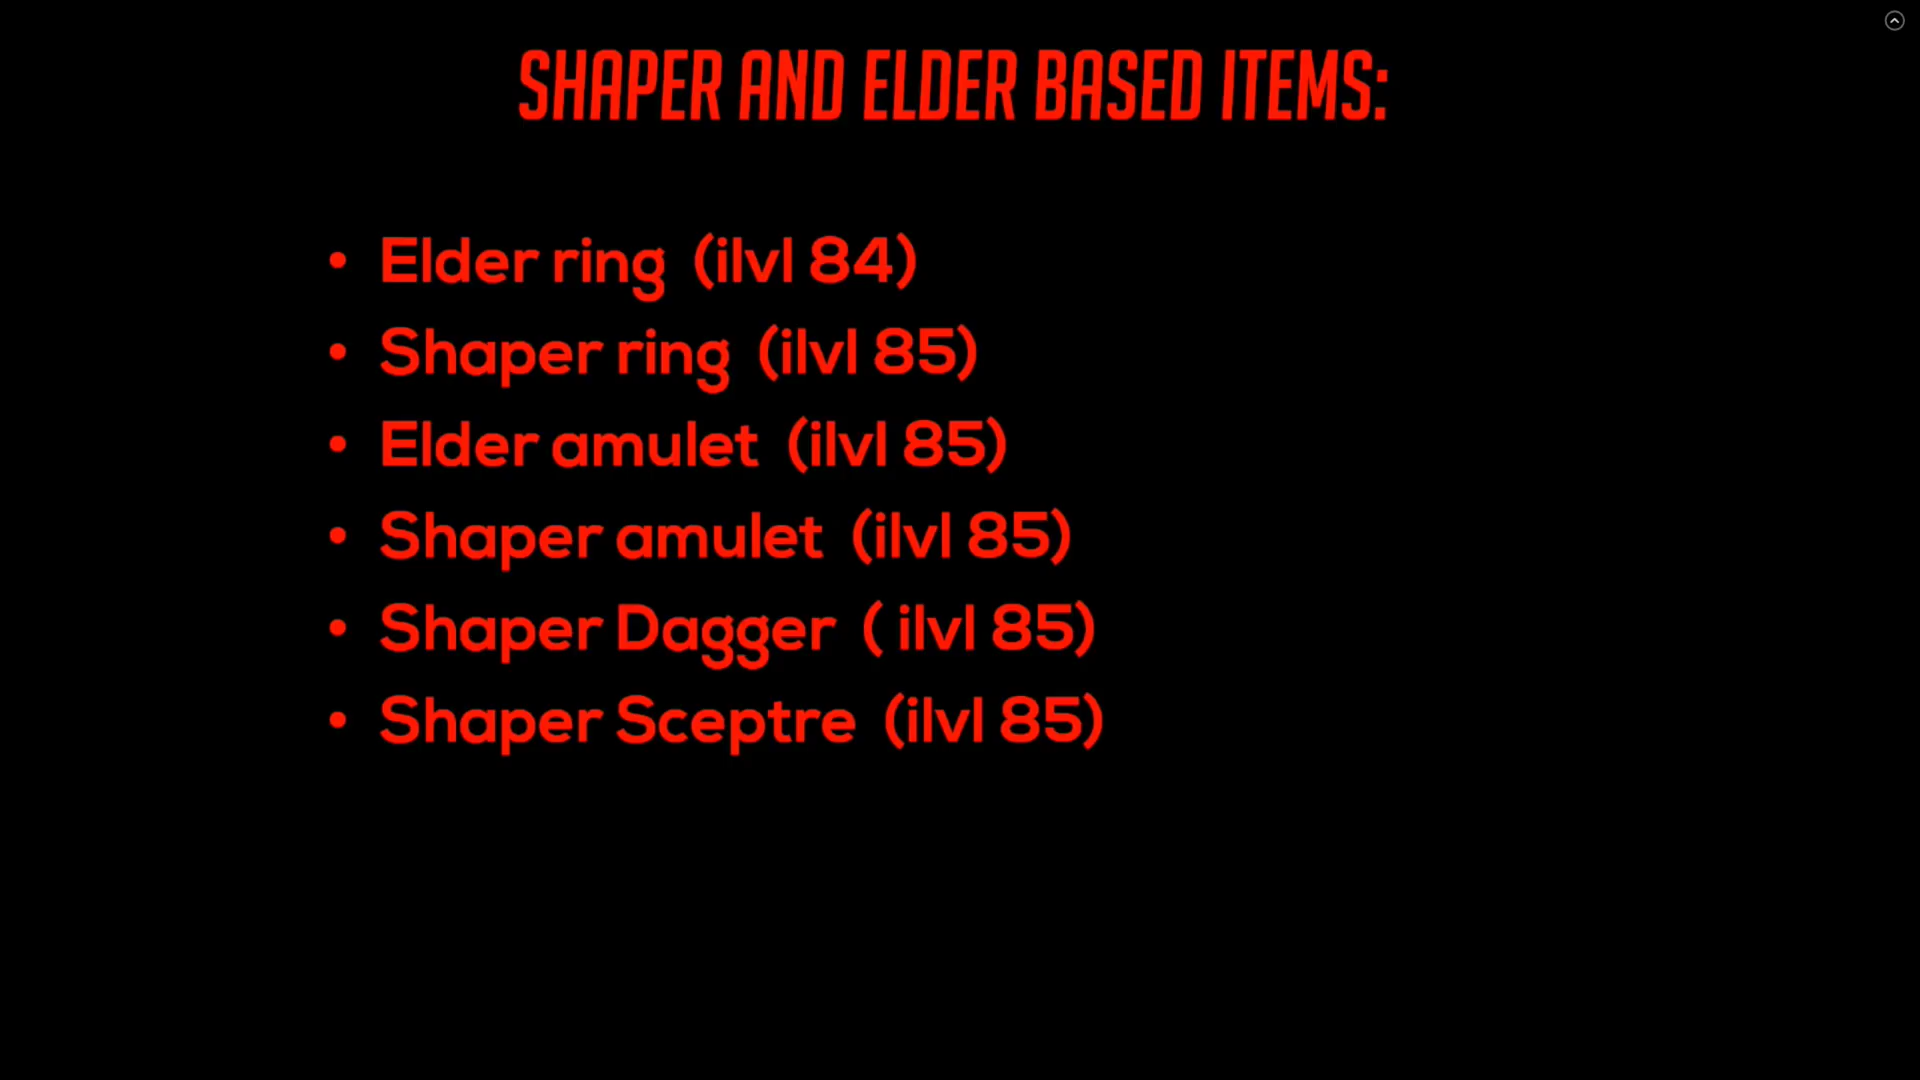 SHAPER AND ELDER BASED ITEMS:
• Elder ring (ilvl 84)
• Shaper ring (ilvl 85)
• Elder amulet (ilvl 85)
• Shaper amulet (ilvl 85)
• Shaper Dagger ( ilvl 85)
• Shaper Sceptre (ilvl 85)